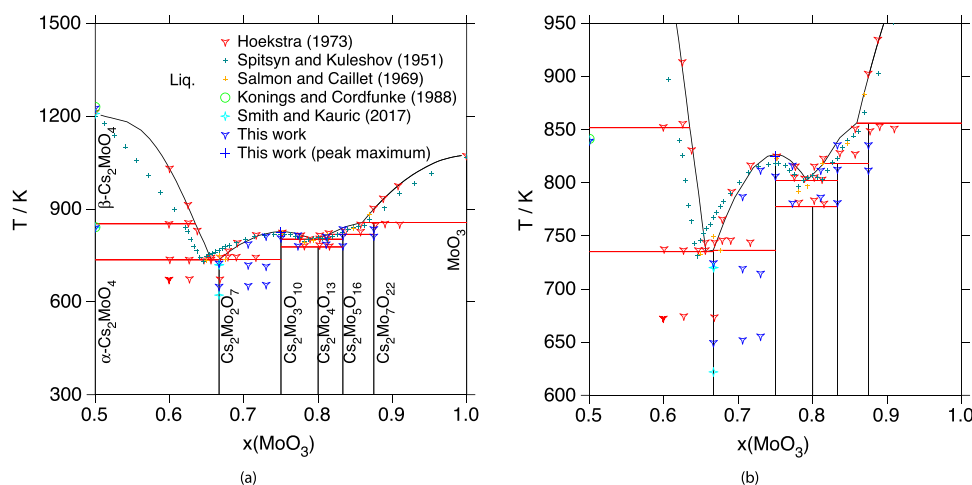 1500
1200
900
600
300
T / K
0.5
0.6
0.7
0.8
0.9
1.0
x(MoO3)
Liq.
Hoekstra (1973)
Spitsyn and Kuleshov (1951)
Salmon and Caillet (1969)
Konings and Cordfunke (1988)
Smith and Kauric (2017)
This work
This work (peak maximum)
β-Cs2MoO4
α-Cs2MoO4
Cs2Mo2O7
Cs2Mo3O10
Cs2Mo4O13
Cs2Mo5O16
Cs2Mo7O22
MoO3
(a)
950
900
850
800
750
700
650
600
T / K
0.5
0.6
0.7
0.8
0.9
1.0
x(MoO3)
(b)